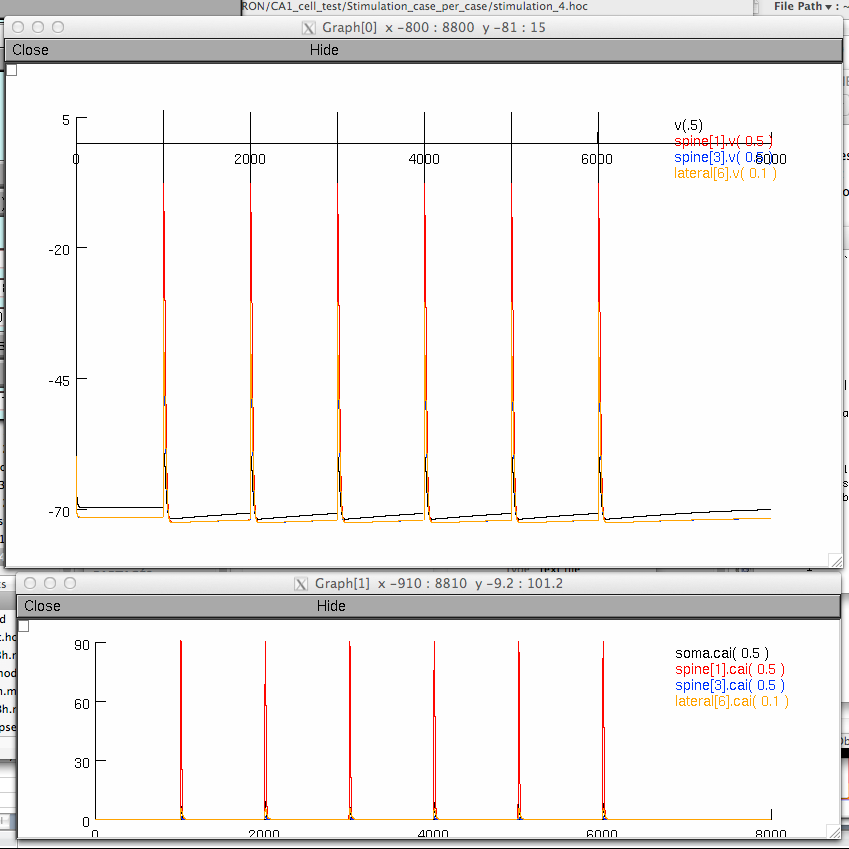 RON/CA1_cell_test/Stimulation_case_per_case/stimulation_4.hoc
File Path ▾ : ~
Graph[0] x -800 : 8800 y -81 : 15
Close Hide
5
v(.5)
spine[1].v( 0.5 )
0 2000 4000 6000 8000
spine[3].v( 0.5 )
lateral[6].v( 0.1 )
-20
-45
-70
Graph[1] x -910 : 8810 y -9.2 : 101.2
Close Hide
90
soma.cai( 0.5 )
spine[1].cai( 0.5 )
spine[3].cai( 0.5 )
lateral[6].cai( 0.1 )
60
30
0
0 2000 4000 6000 8000